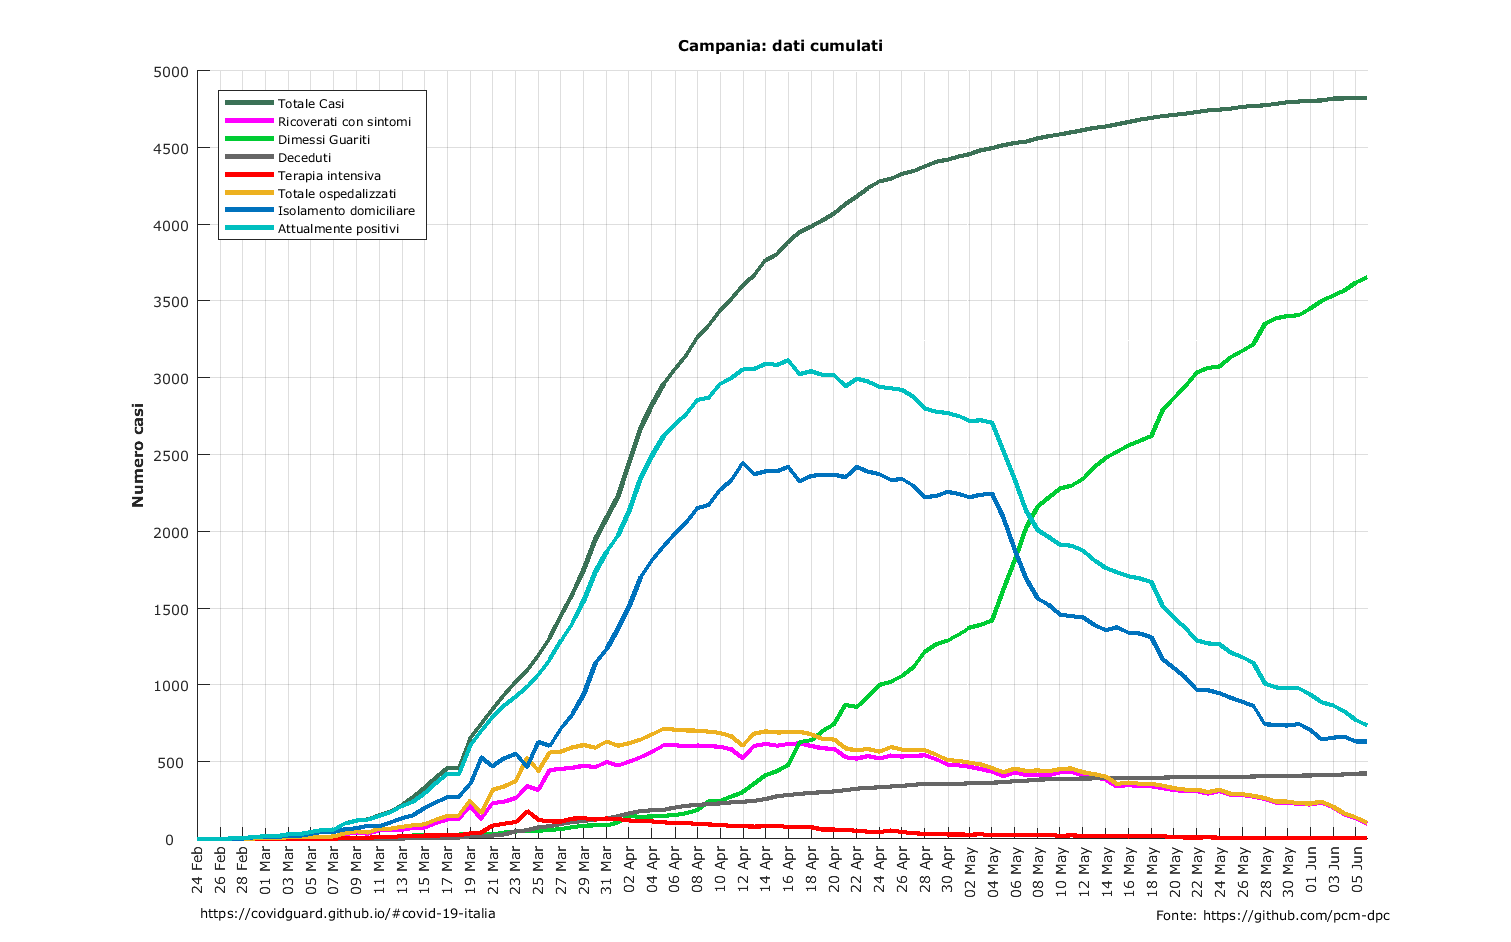 Campania: dati cumulati
5000
4500
4000
3500
3000
2500
2000
1500
1000
500
0
Numero casi
Totale Casi
Ricoverati con sintomi
Dimessi Guariti
Deceduti
Terapia intensiva
Totale ospedalizzati
Isolamento domiciliare
Attualmente positivi
24 Feb
26 Feb
28 Feb
01 Mar
03 Mar
05 Mar
07 Mar
09 Mar
11 Mar
13 Mar
15 Mar
17 Mar
19 Mar
21 Mar
23 Mar
25 Mar
27 Mar
29 Mar
31 Mar
02 Apr
04 Apr
06 Apr
08 Apr
10 Apr
12 Apr
14 Apr
16 Apr
18 Apr
20 Apr
22 Apr
24 Apr
26 Apr
28 Apr
30 Apr
02 May
04 May
06 May
08 May
10 May
12 May
14 May
16 May
18 May
20 May
22 May
24 May
26 May
28 May
30 May
01 Jun
03 Jun
05 Jun
https://covidguard.github.io/#covid-19-italia
Fonte: https://github.com/pcm-dpc